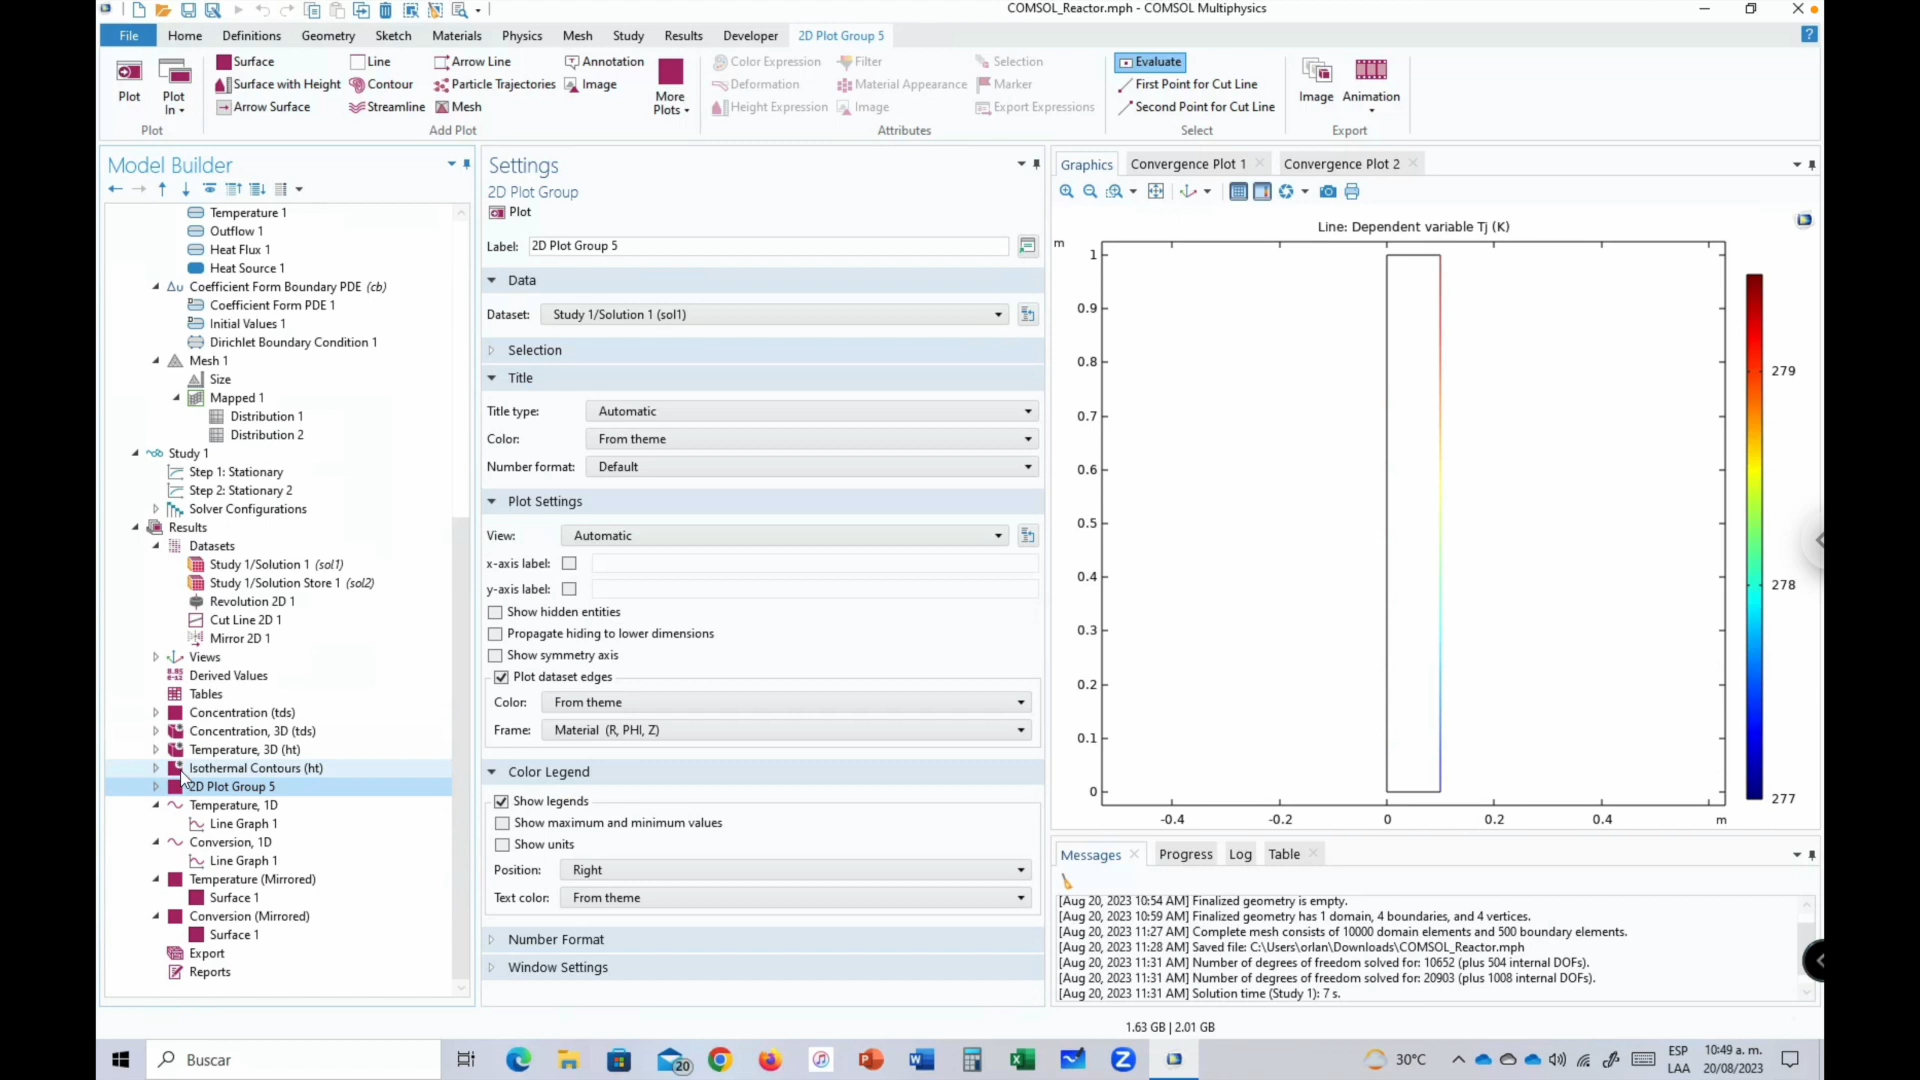 COMSOL_Reactor.mph - COMSOL Multiphysics
File Home Definitions Geometry Sketch Materials Physics Mesh Study Results Developer 2D Plot Group 5
Surface Line Arrow Line Annotation Color Expression Filter Selection Evaluate
Surface with Height Contour Particle Trajectories Image Deformation Material Appearance Marker First Point for Cut Line
Arrow Surface Streamline Mesh Height Expression Image Export Expressions Second Point for Cut Line
Plot Plot In More Plots Image Animation
Plot Add Plot Attributes Select Export
Model Builder
Temperature 1
Outflow 1
Heat Flux 1
Heat Source 1
Δu Coefficient Form Boundary PDE (cb)
Coefficient Form PDE 1
Initial Values 1
Dirichlet Boundary Condition 1
Mesh 1
Size
Mapped 1
Distribution 1
Distribution 2
Study 1
Step 1: Stationary
Step 2: Stationary 2
Solver Configurations
Results
Datasets
Study 1/Solution 1 (sol1)
Study 1/Solution Store 1 (sol2)
Revolution 2D 1
Cut Line 2D 1
Mirror 2D 1
Views
Derived Values
Tables
Concentration (tds)
Concentration, 3D (tds)
Temperature, 3D (ht)
Isothermal Contours (ht)
2D Plot Group 5
Temperature, 1D
Line Graph 1
Conversion, 1D
Line Graph 1
Temperature (Mirrored)
Surface 1
Conversion (Mirrored)
Surface 1
Export
Reports
Settings
2D Plot Group
Plot
Label: 2D Plot Group 5
Data
Dataset: Study 1/Solution 1 (sol1)
Selection
Title
Title type: Automatic
Color: From theme
Number format: Default
Plot Settings
View: Automatic
x-axis label:
y-axis label:
Show hidden entities
Propagate hiding to lower dimensions
Show symmetry axis
Plot dataset edges
Color: From theme
Frame: Material (R, PHI, Z)
Color Legend
Show legends
Show maximum and minimum values
Show units
Position: Right
Text color: From theme
Number Format
Window Settings
Graphics Convergence Plot 1 Convergence Plot 2
Line: Dependent variable Tj (K)
m
1
0.9
0.8
0.7
0.6
0.5
0.4
0.3
0.2
0.1
0
-0.4 -0.2 0 0.2 0.4 m
279
278
277
Messages Progress Log Table
[Aug 20, 2023 10:54 AM] Finalized geometry is empty.
[Aug 20, 2023 10:59 AM] Finalized geometry has 1 domain, 4 boundaries, and 4 vertices.
[Aug 20, 2023 11:27 AM] Complete mesh consists of 10000 domain elements and 500 boundary elements.
[Aug 20, 2023 11:28 AM] Saved file: C:\Users\orlan\Downloads\COMSOL_Reactor.mph
[Aug 20, 2023 11:31 AM] Number of degrees of freedom solved for: 10652 (plus 504 internal DOFs).
[Aug 20, 2023 11:31 AM] Number of degrees of freedom solved for: 20903 (plus 1008 internal DOFs).
[Aug 20, 2023 11:31 AM] Solution time (Study 1): 7 s.
1.63 GB | 2.01 GB
Buscar
20
30°C
ESP
LAA
10:49 a. m.
20/08/2023